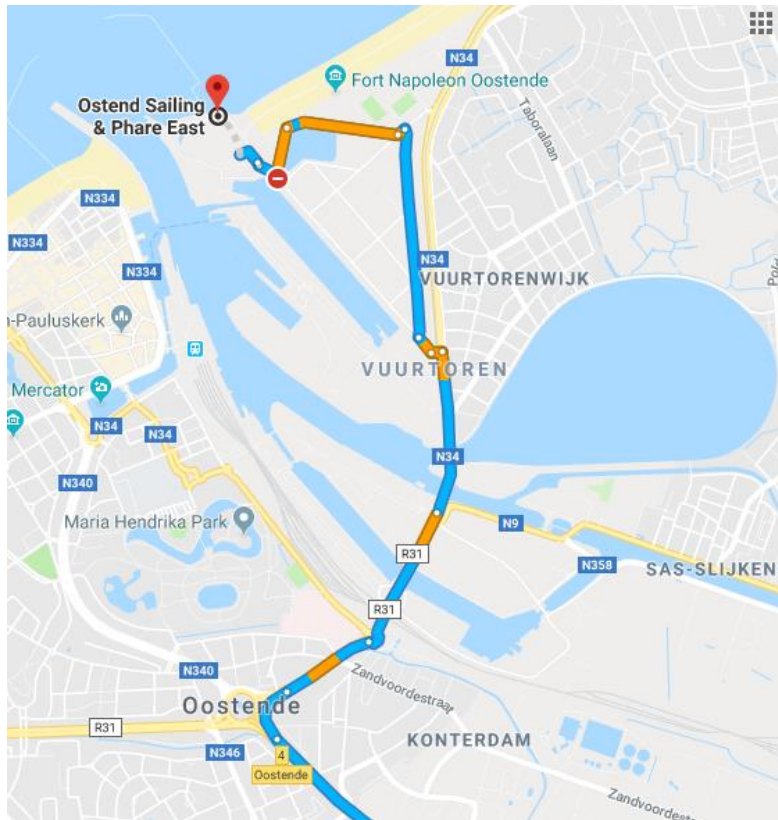 N34
Fort Napoleon Oostende
Ostend Sailing
& Phare East
Taboralaan
N334
N334
N334
N34
VUURTORENWIJK
n-Pauluskerk
VUURTOREN
Mercator
N34
N34
N34
N340
Maria Hendrika Park
N9
R31
N358
SAS-SLIJKEN
R31
N340
Zandvoordestraat
Oostende
R31
N346
KONTERDAM
4
Oostende
Zandvoordestraat